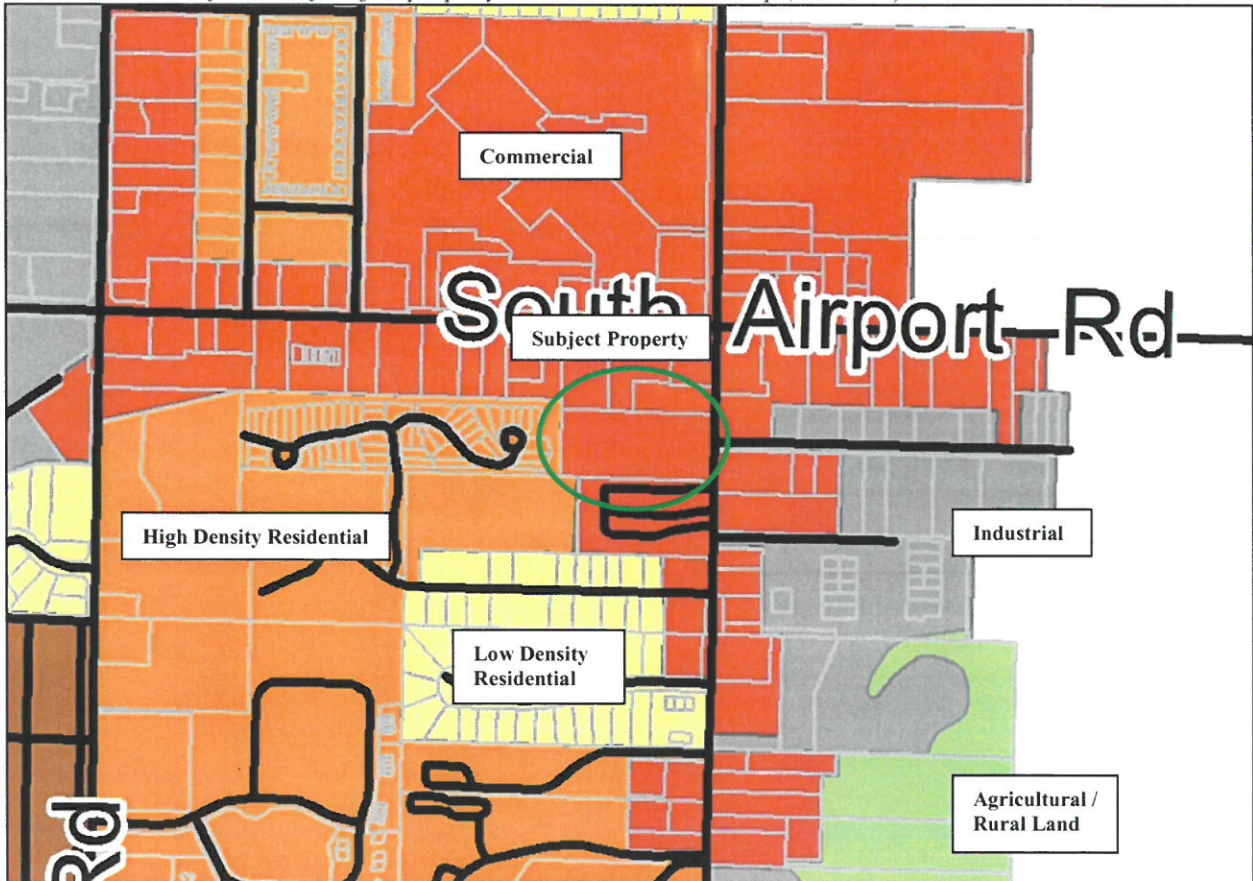 Commercial
South Airport Rd
Subject Property
High Density Residential
Industrial
Low Density
Residential
Agricultural /
Rural Land
Rd